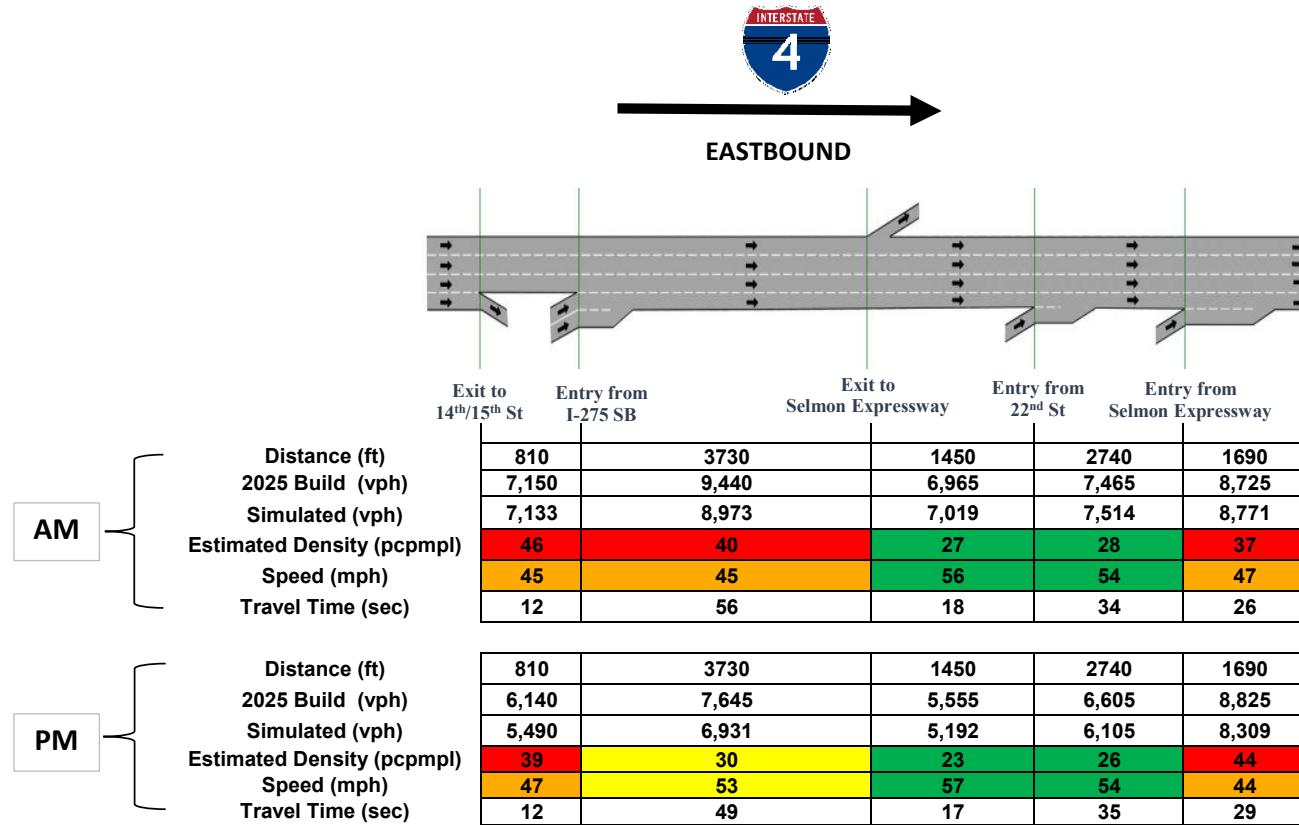 INTERSTATE
4
EASTBOUND
Exit to
14th/15th St
Entry from
I-275 SB
Exit to
Selmon Expressway
Entry from
22nd St
Entry from
Selmon Expressway
AM
Distance (ft) 810 3730 1450 2740 1690
2025 Build (vph) 7,150 9,440 6,965 7,465 8,725
Simulated (vph) 7,133 8,973 7,019 7,514 8,771
Estimated Density (pcpmpl) 46 40 27 28 37
Speed (mph) 45 45 56 54 47
Travel Time (sec) 12 56 18 34 26
PM
Distance (ft) 810 3730 1450 2740 1690
2025 Build (vph) 6,140 7,645 5,555 6,605 8,825
Simulated (vph) 5,490 6,931 5,192 6,105 8,309
Estimated Density (pcpmpl) 39 30 23 26 44
Speed (mph) 47 53 57 54 44
Travel Time (sec) 12 49 17 35 29